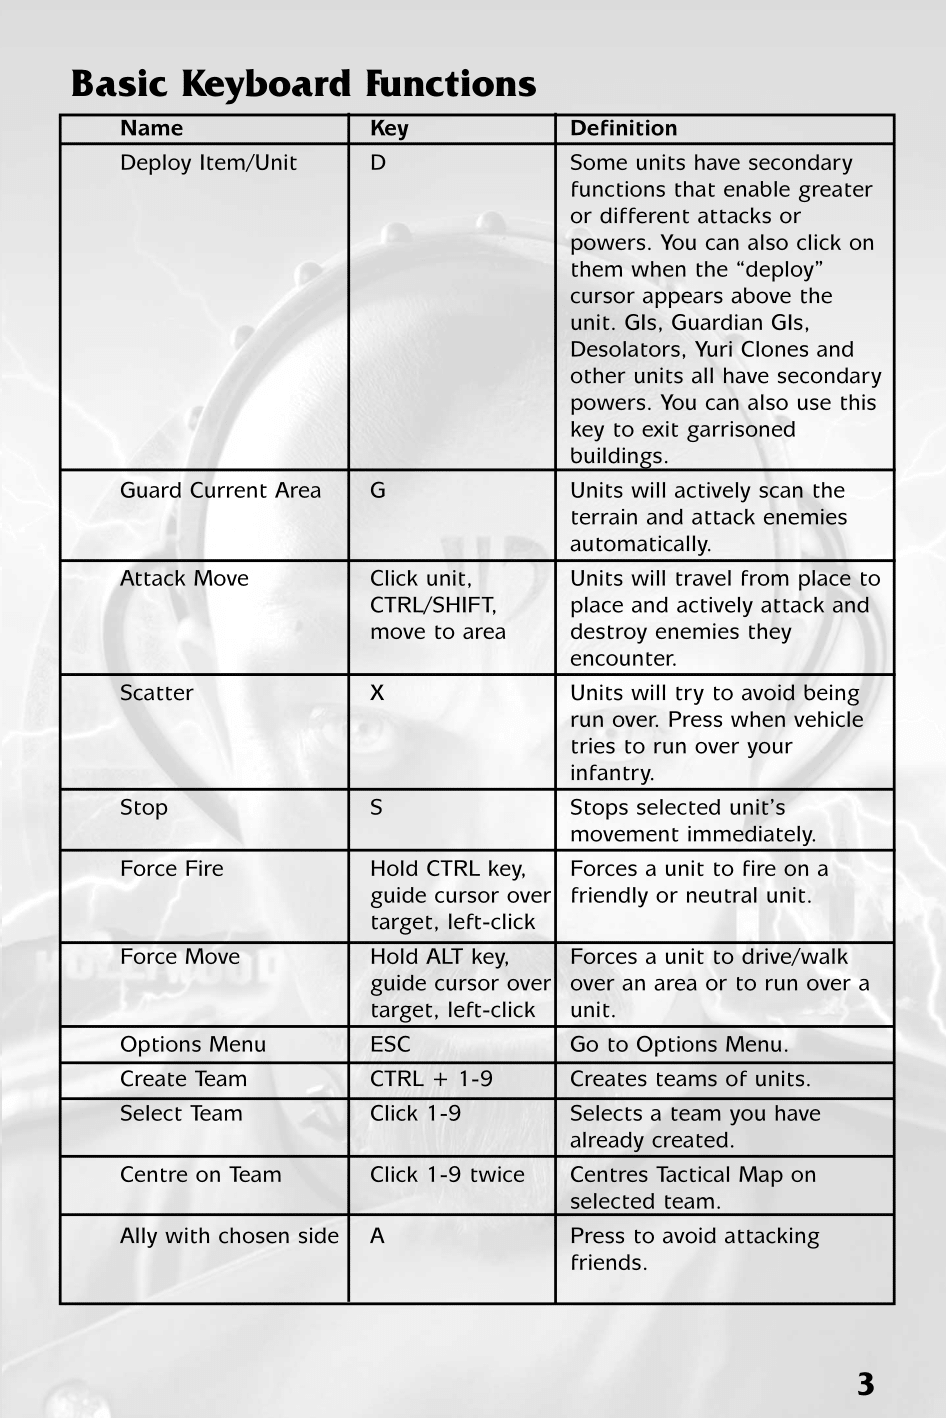 Basic Keyboard Functions
Name Key Definition
Deploy Item/Unit D Some units have secondary
functions that enable greater
or different attacks or
powers. You can also click on
them when the “deploy”
cursor appears above the
unit. GIs, Guardian GIs,
Desolators, Yuri Clones and
other units all have secondary
powers. You can also use this
key to exit garrisoned
buildings.
Guard Current Area G Units will actively scan the
terrain and attack enemies
automatically.
Attack Move Click unit, Units will travel from place to
CTRL/SHIFT, place and actively attack and
move to area destroy enemies they
encounter.
Scatter X Units will try to avoid being
run over. Press when vehicle
tries to run over your
infantry.
Stop S Stops selected unit’s
movement immediately.
Force Fire Hold CTRL key, Forces a unit to fire on a
guide cursor over friendly or neutral unit.
target, left-click
Force Move Hold ALT key, Forces a unit to drive/walk
guide cursor over over an area or to run over a
target, left-click unit.
Options Menu ESC Go to Options Menu.
Create Team CTRL + 1-9 Creates teams of units.
Select Team Click 1-9 Selects a team you have
already created.
Centre on Team Click 1-9 twice Centres Tactical Map on
selected team.
Ally with chosen side A Press to avoid attacking
friends.
HOLLYWOOD
3